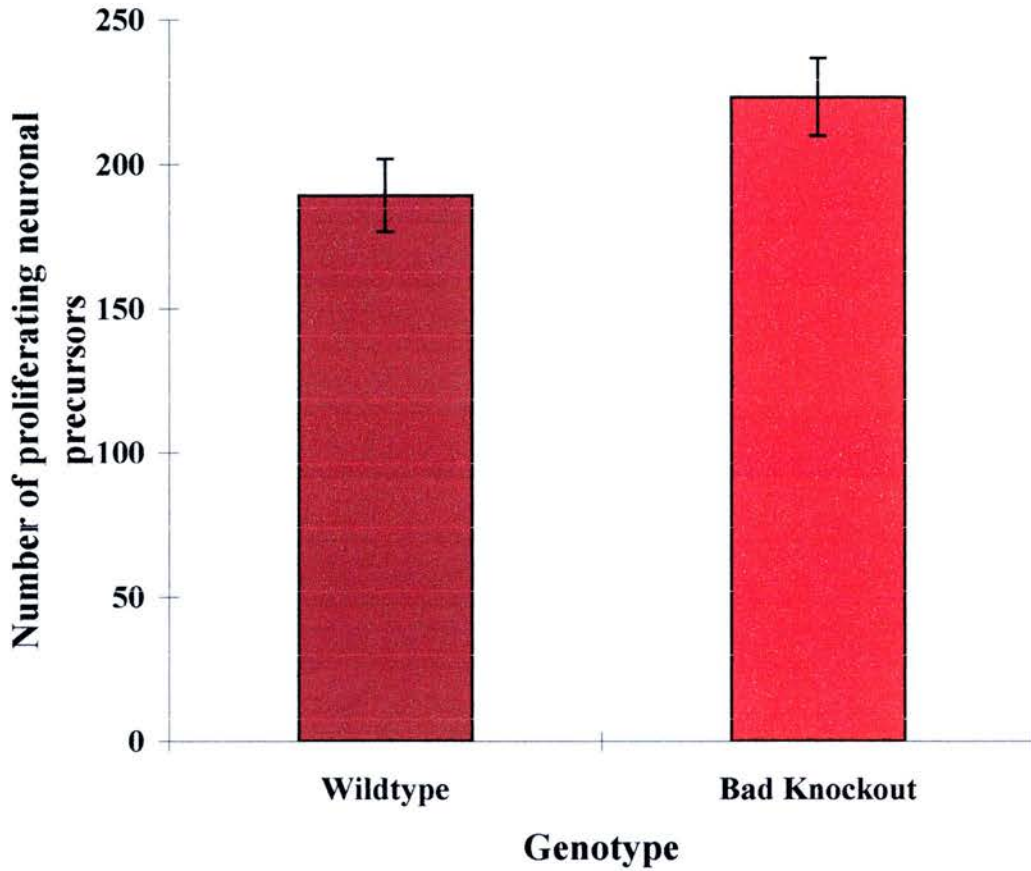 Number of proliferating neuronal
precursors
250
200
150
100
50
0
Wildtype
Bad Knockout
Genotype